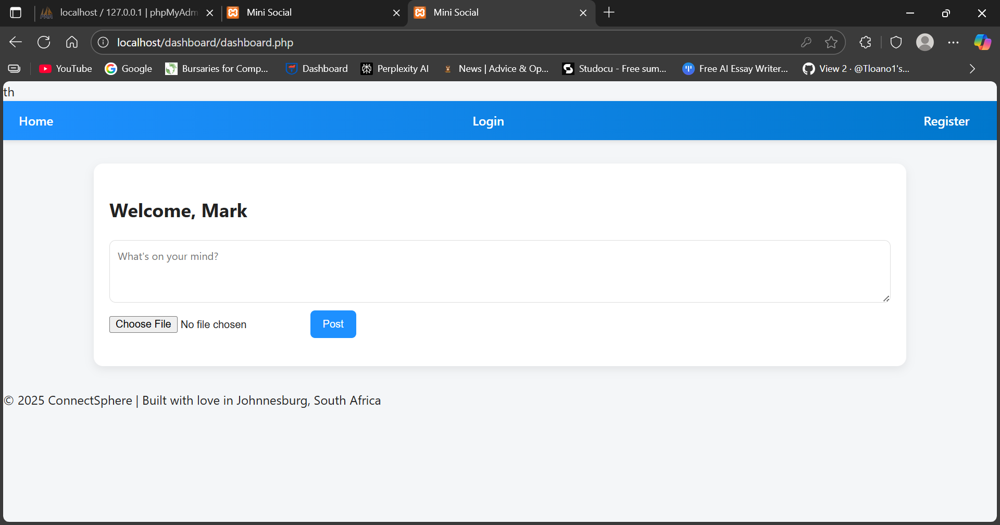 localhost / 127.0.0.1 | phpMyAdm
Mini Social
Mini Social
localhost/dashboard/dashboard.php
YouTube
Google
Bursaries for Comp...
Dashboard
Perplexity AI
News | Advice & Op...
Studocu - Free sum...
Free AI Essay Writer...
View 2 · @Tloano1's...
th
Home
Login
Register
Welcome, Mark
What's on your mind?
Choose File No file chosen
Post
© 2025 ConnectSphere | Built with love in Johnnesburg, South Africa